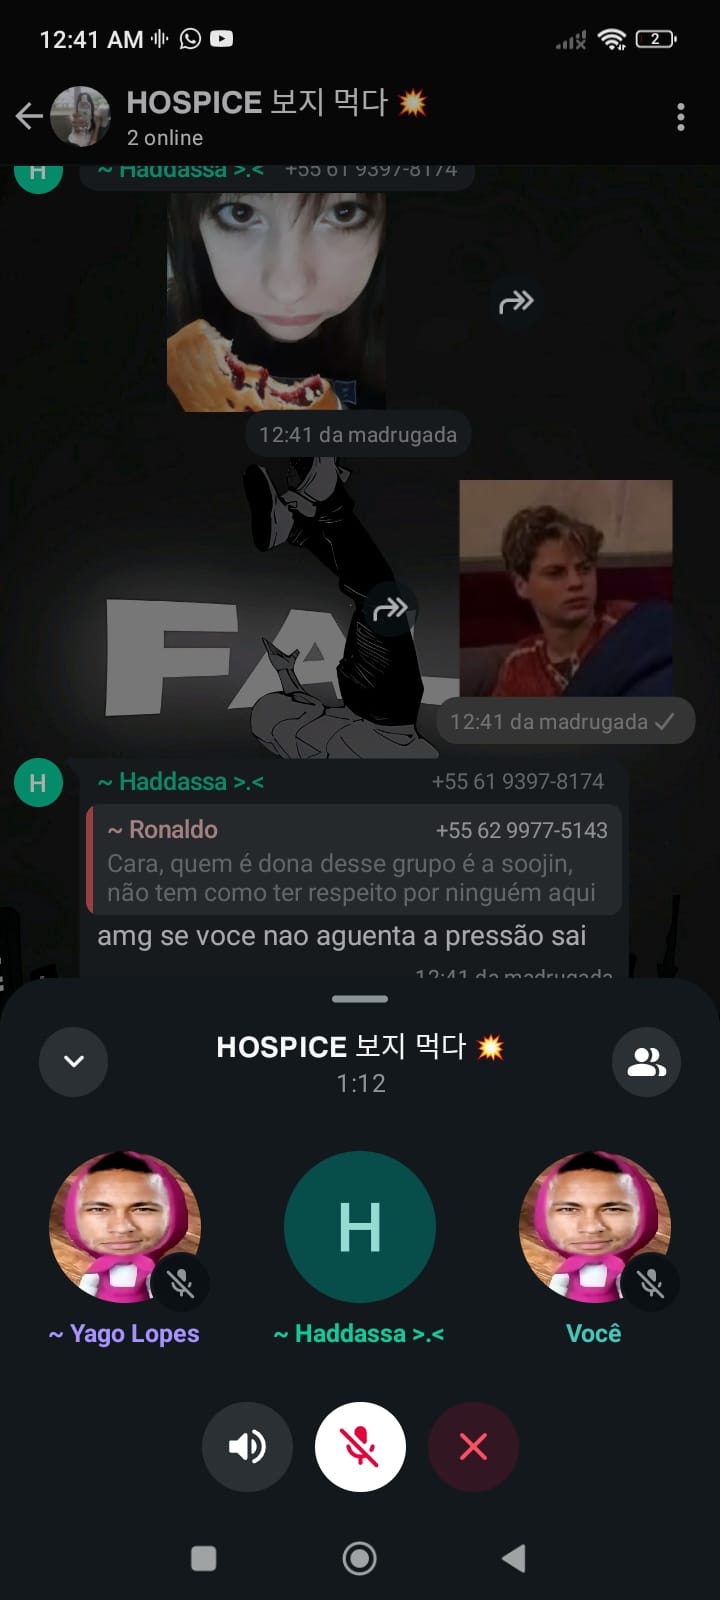 12:41 AM
2
HOSPICE 보지 먹다 💥
2 online
H
~ Haddassa >.< +55 61 9397-8174
12:41 da madrugada
FA
12:41 da madrugada
H
~ Haddassa >.< +55 61 9397-8174
~ Ronaldo +55 62 9977-5143
Cara, quem é dona desse grupo é a soojin,
não tem como ter respeito por ninguém aqui
amg se voce nao aguenta a pressão sai
12:41 da madrugada
HOSPICE 보지 먹다 💥
1:12
H
~ Yago Lopes
~ Haddassa >.<
Você